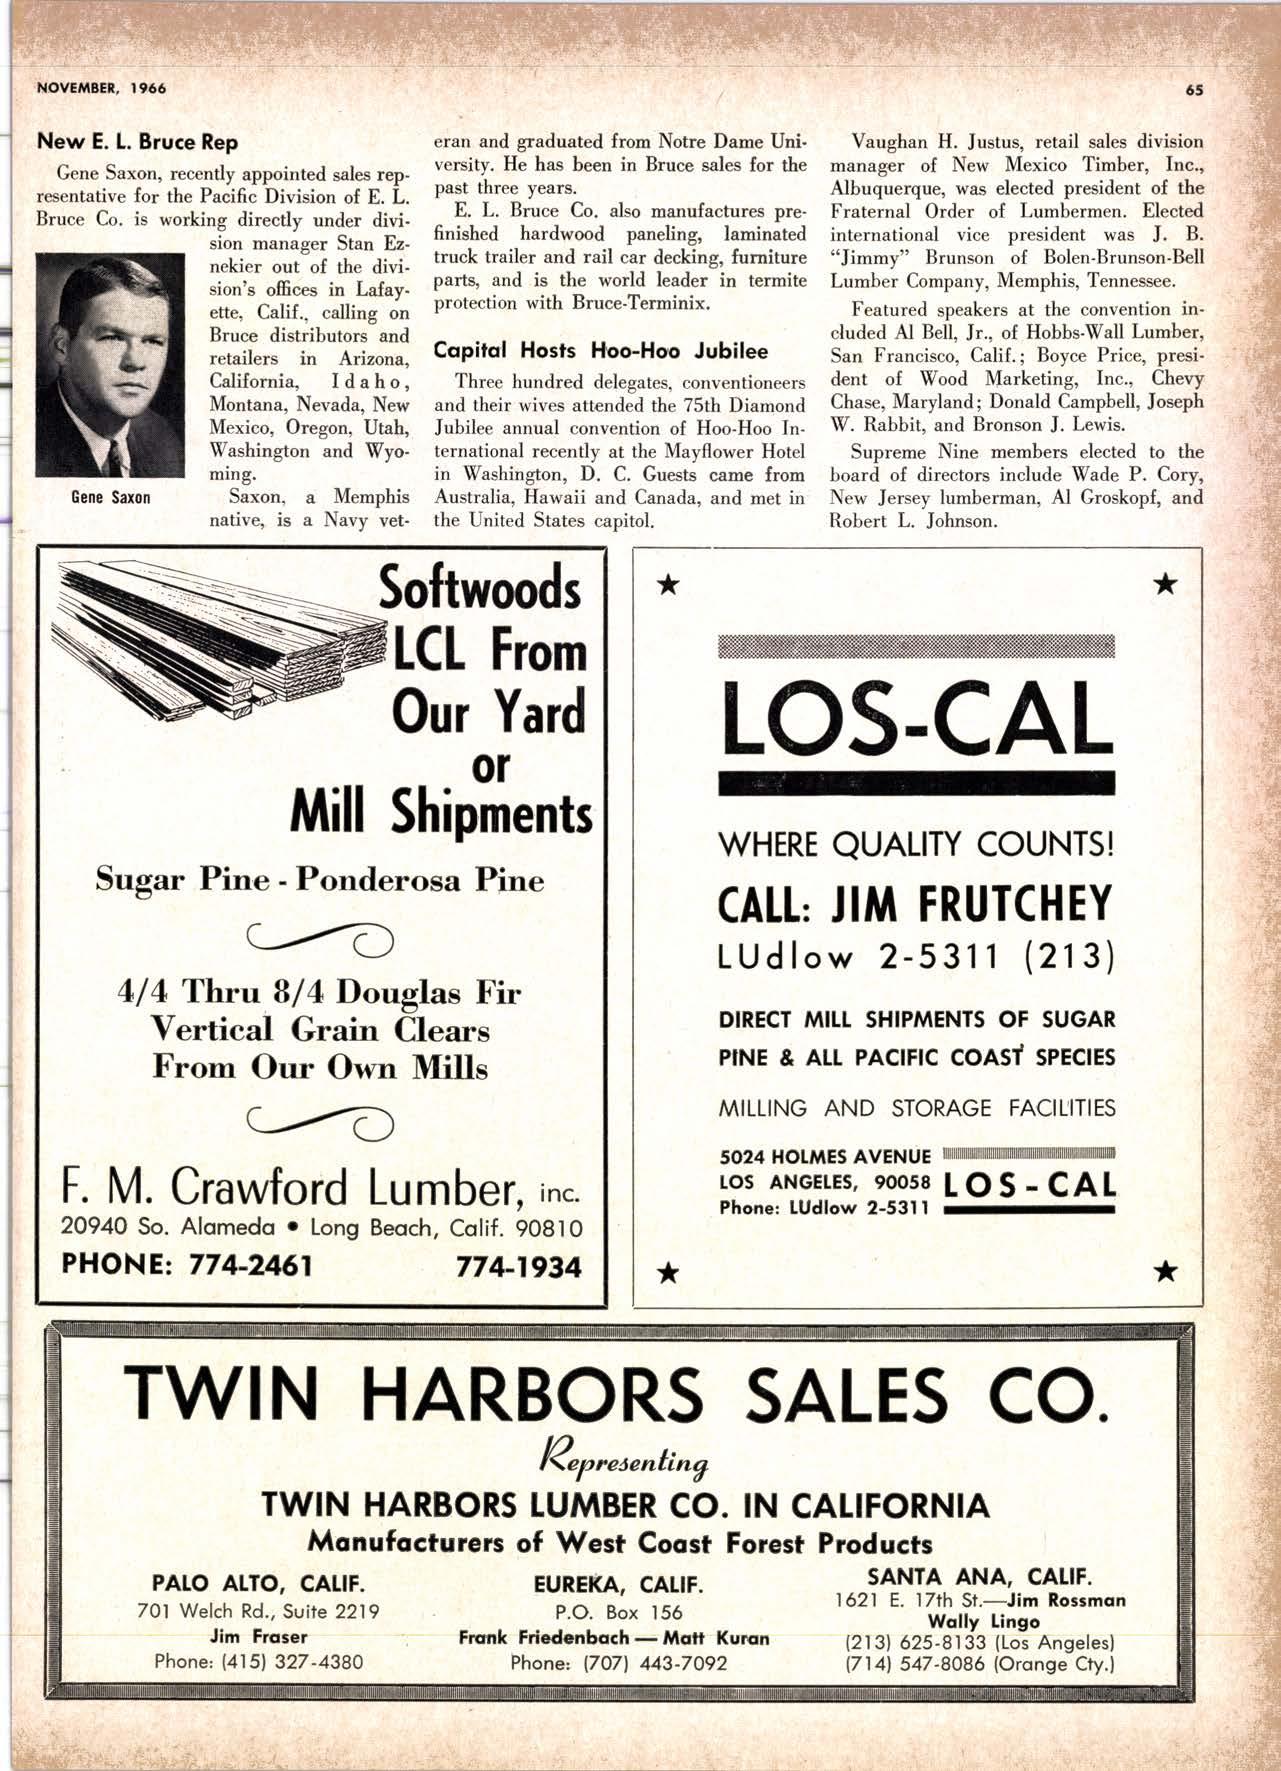 NOVEMBER, 1966
65
New E. L. Bruce Rep
Gene Saxon, recently appointed sales rep-
resentative for the Pacific Division of E. L.
Bruce Co. is working directly under divi-
sion manager Stan Ez-
nekier out of the divi-
sion's offices in Lafay-
ette, Calif., calling on
Bruce distributors and
retailers in Arizona,
California, Idaho,
Montana, Nevada, New
Mexico, Oregon, Utah,
Washington and Wyo-
ming.
Gene Saxon
Saxon, a Memphis
native, is a Navy vet-
eran and graduated from Notre Dame Uni-
versity. He has been in Bruce sales for the
past three years.
E. L. Bruce Co. also manufactures pre-
finished hardwood paneling, laminated
truck trailer and rail car decking, furniture
parts, and is the world leader in termite
protection with Bruce-Terminix.
Capital Hosts Hoo-Hoo Jubilee
Three hundred delegates, conventioneers
and their wives attended the 75th Diamond
Jubilee annual convention of Hoo-Hoo In-
ternational recently at the Mayflower Hotel
in Washington, D. C. Guests came from
Australia, Hawaii and Canada, and met in
the United States capitol.
Vaughan H. Justus, retail sales division
manager of New Mexico Timber, Inc.,
Albuquerque, was elected president of the
Fraternal Order of Lumbermen. Elected
international vice president was J. B.
"Jimmy" Brunson of Bolen-Brunson-Bell
Lumber Company, Memphis, Tennessee.
Featured speakers at the convention in-
cluded Al Bell, Jr., of Hobbs-Wall Lumber,
San Francisco, Calif.; Boyce Price, presi-
dent of Wood Marketing, Inc., Chevy
Chase, Maryland; Donald Campbell, Joseph
W. Rabbit, and Bronson J. Lewis.
Supreme Nine members elected to the
board of directors include Wade P. Cory,
New Jersey lumberman, Al Groskopf, and
Robert L. Johnson.
Softwoods
LCL From
Our Yard
or
Mill Shipments
Sugar Pine - Ponderosa Pine
4/4 Thru 8/4 Douglas Fir
Vertical Grain Clears
From Our Own Mills
F. M. Crawford Lumber, inc.
20940 So. Alameda • Long Beach, Calif. 90810
PHONE: 774-2461 774-1934
LOS-CAL
WHERE QUALITY COUNTS!
CALL: JIM FRUTCHEY
LUdlow 2-5311 (213)
DIRECT MILL SHIPMENTS OF SUGAR
PINE & ALL PACIFIC COAST SPECIES
MILLING AND STORAGE FACILITIES
5024 HOLMES AVENUE
LOS ANGELES, 90058
Phone: LUdlow 2-5311
LOS-CAL
TWIN HARBORS SALES CO.
Representing
TWIN HARBORS LUMBER CO. IN CALIFORNIA
Manufacturers of West Coast Forest Products
PALO ALTO, CALIF.
701 Welch Rd., Suite 2219
Jim Fraser
Phone: (415) 327-4380
EUREKA, CALIF.
P.O. Box 156
Frank Friedenbach — Matt Kuran
Phone: (707) 443-7092
SANTA ANA, CALIF.
1621 E. 17th St.—Jim Rossman
Wally Lingo
(213) 625-8133 (Los Angeles)
(714) 547-8086 (Orange Cty.)